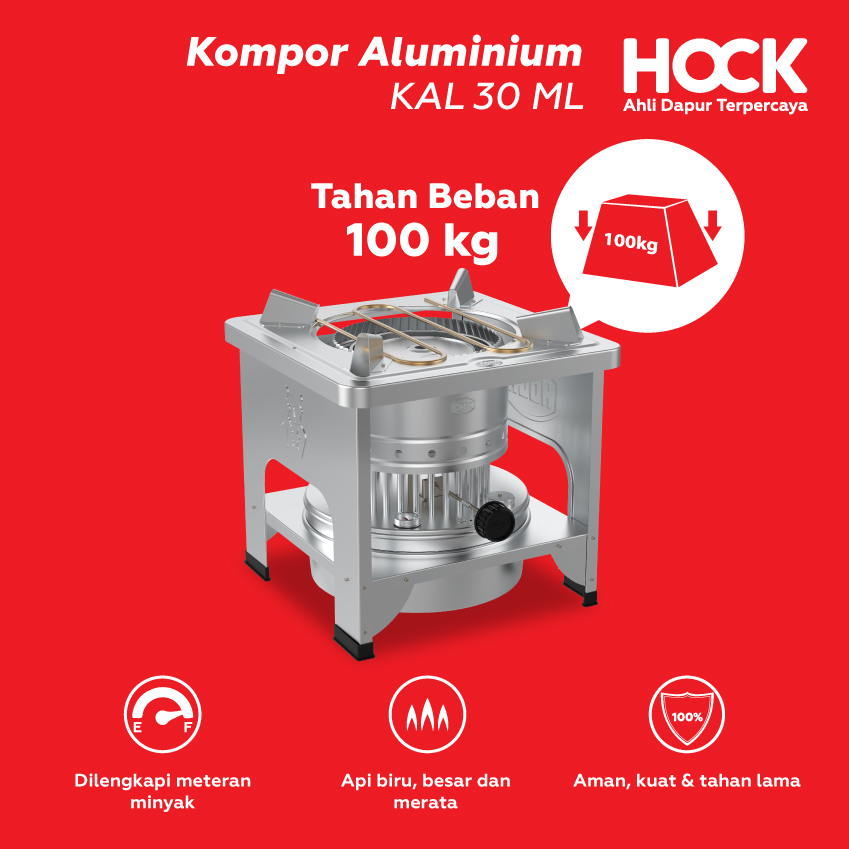 Kompor Aluminium
KAL 30 ML
HOCK
Ahli Dapur Terpercaya
Tahan Beban
100 kg
100kg
HOCK
E F
Dilengkapi meteran
minyak
Api biru, besar dan
merata
100%
Aman, kuat & tahan lama